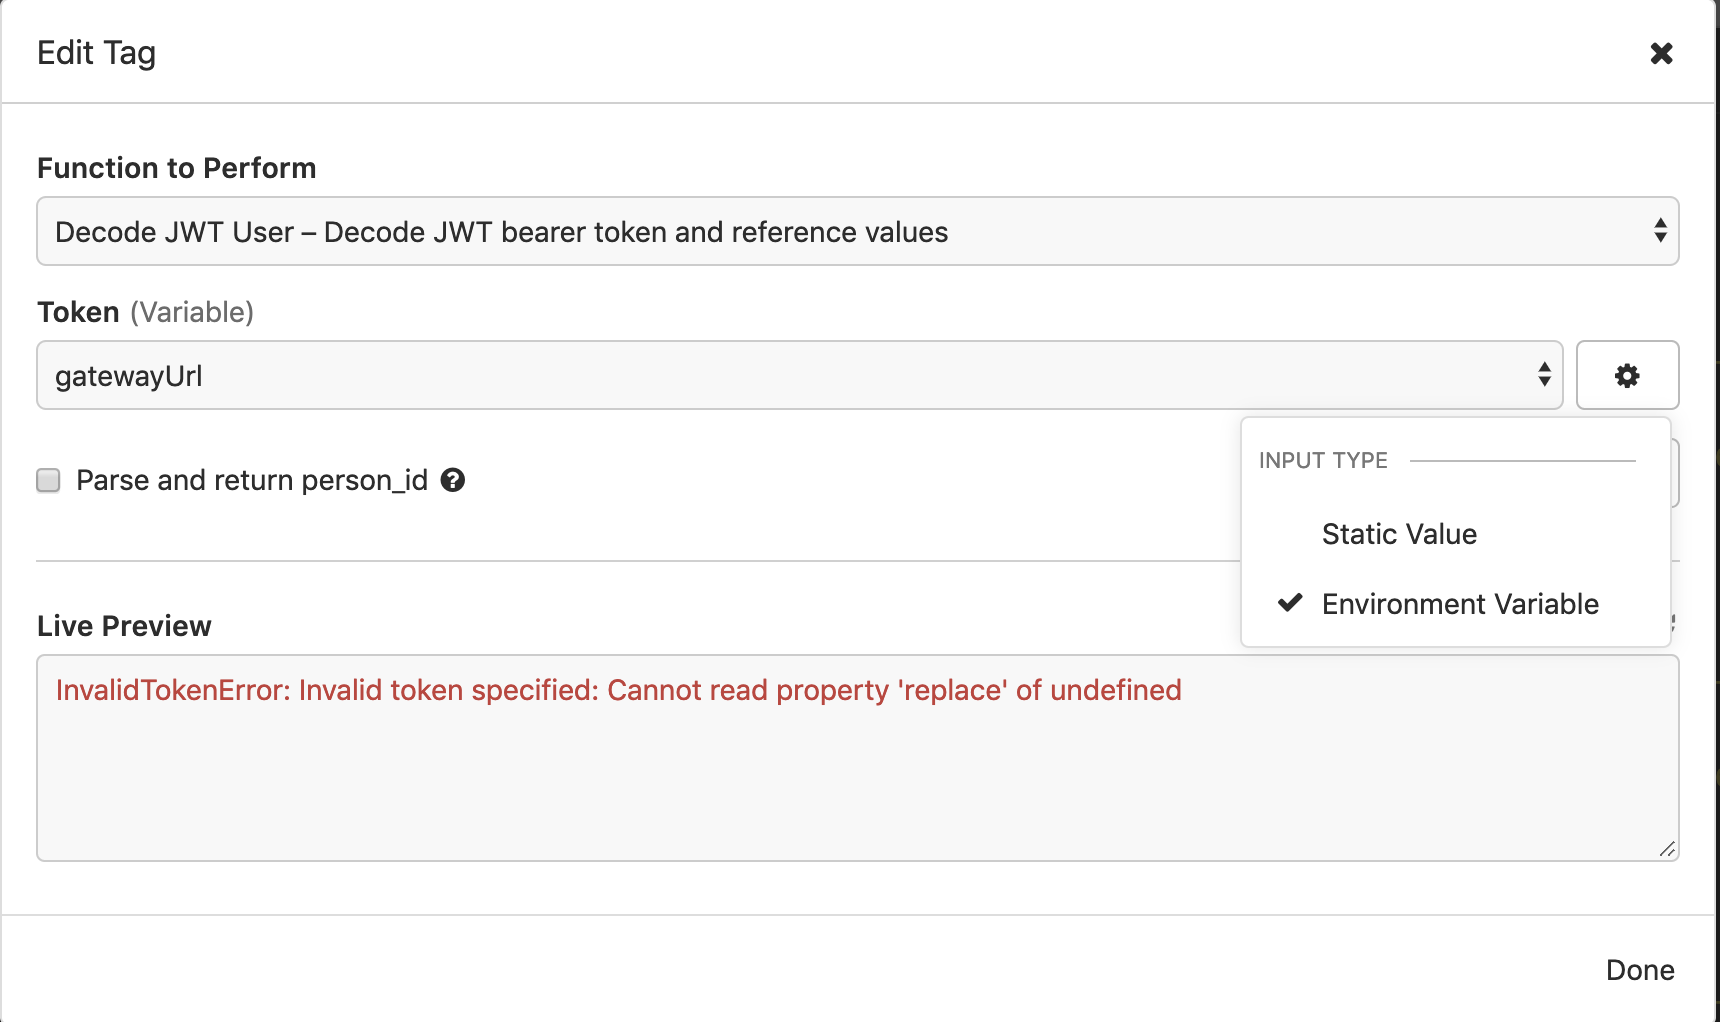 Edit Tag
Function to Perform
Decode JWT User – Decode JWT bearer token and reference values
Token (Variable)
gatewayUrl
INPUT TYPE
Parse and return person_id
Static Value
Environment Variable
Live Preview
InvalidTokenError: Invalid token specified: Cannot read property 'replace' of undefined
Done